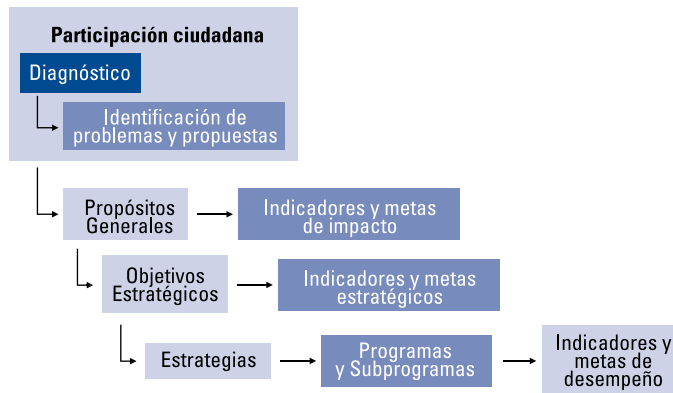 Participación ciudadana
Diagnóstico
Identificación de
problemas y propuestas
Propósitos
Generales
Indicadores y metas
de impacto
Objetivos
Estratégicos
Indicadores y metas
estratégicos
Estrategias
Programas
y Subprogramas
Indicadores y
metas de
desempeño